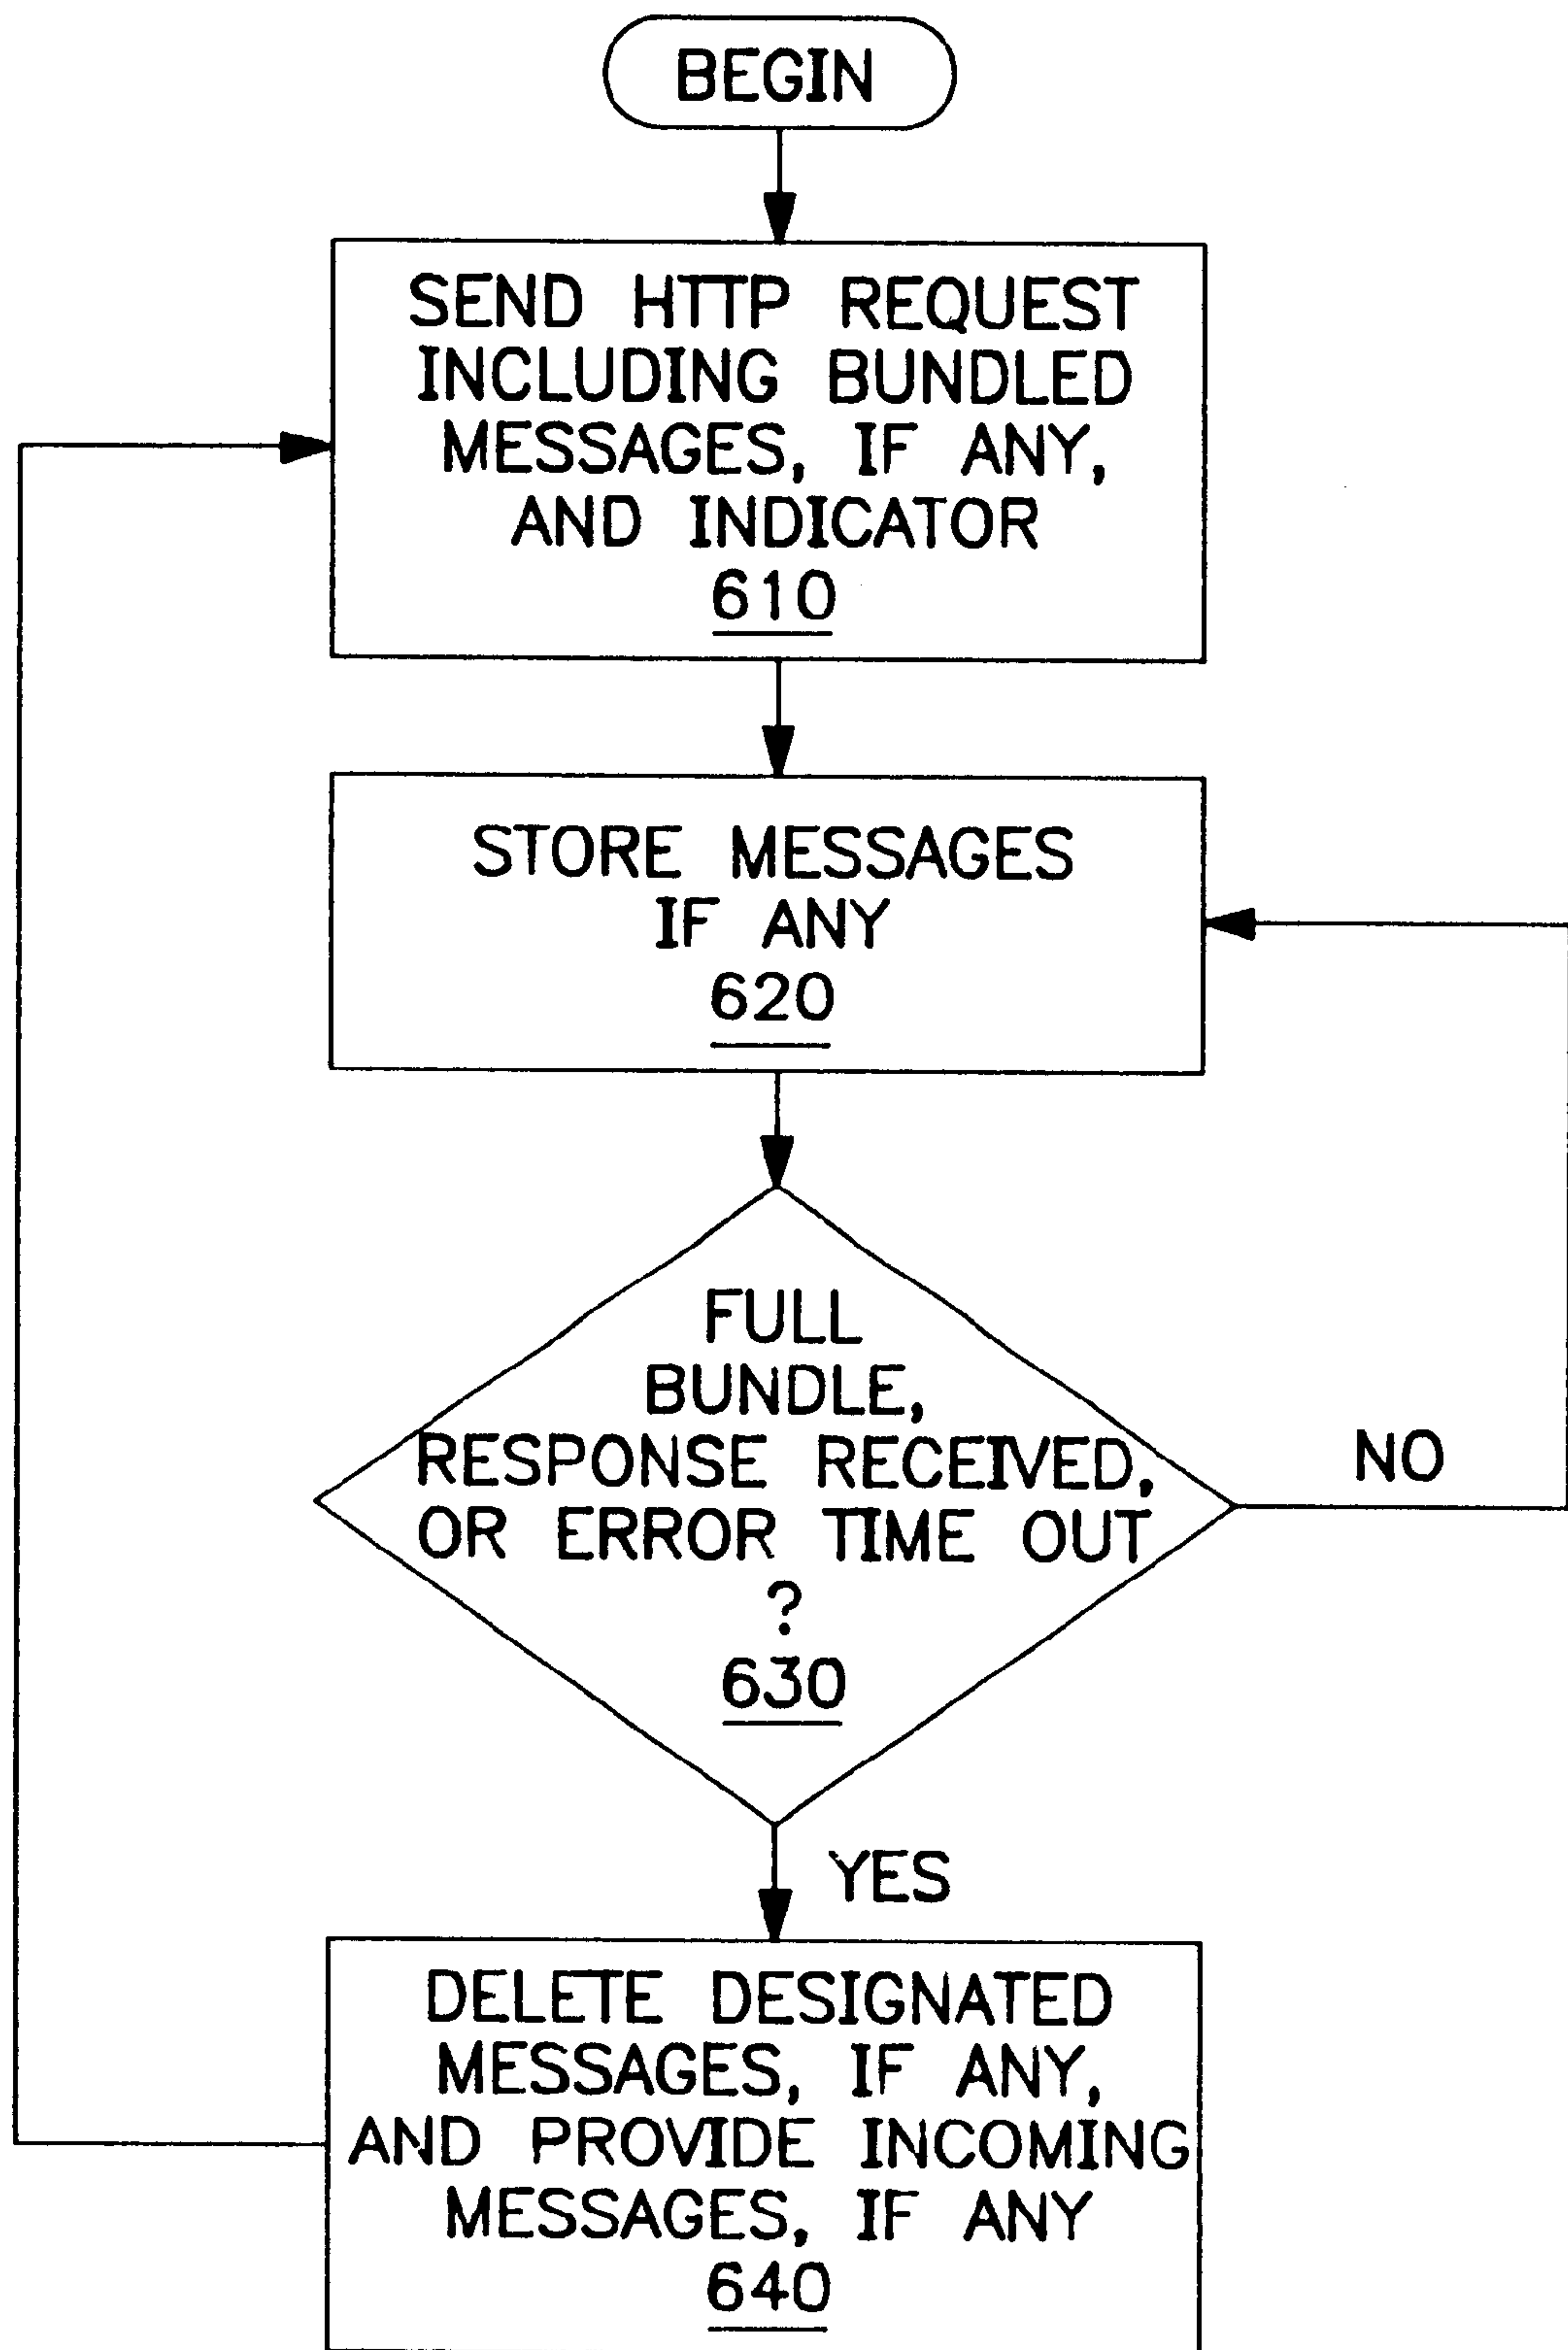 BEGIN
SEND HTTP REQUEST
INCLUDING BUNDLED
MESSAGES, IF ANY,
AND INDICATOR
610
STORE MESSAGES
IF ANY
620
FULL
BUNDLE,
RESPONSE RECEIVED,
OR ERROR TIME OUT
?
630
NO
YES
DELETE DESIGNATED
MESSAGES, IF ANY,
AND PROVIDE INCOMING
MESSAGES, IF ANY
640